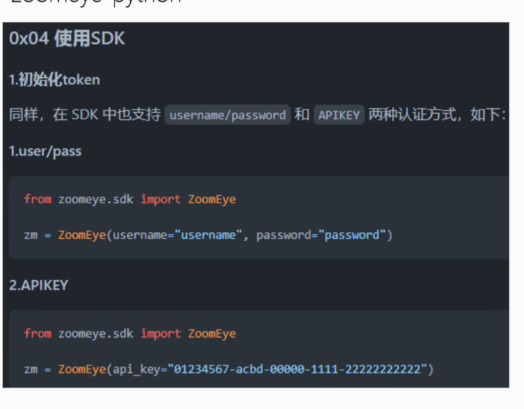 zoomeye-python
0x04 使用SDK
1.初始化token
同样，在 SDK 中也支持 username/password 和 APIKEY 两种认证方式，如下：
1.user/pass
from zoomeye.sdk import ZoomEye
zm = ZoomEye(username="username", password="password")
2.APIKEY
from zoomeye.sdk import ZoomEye
zm = ZoomEye(api_key="01234567-acbd-00000-1111-22222222222")